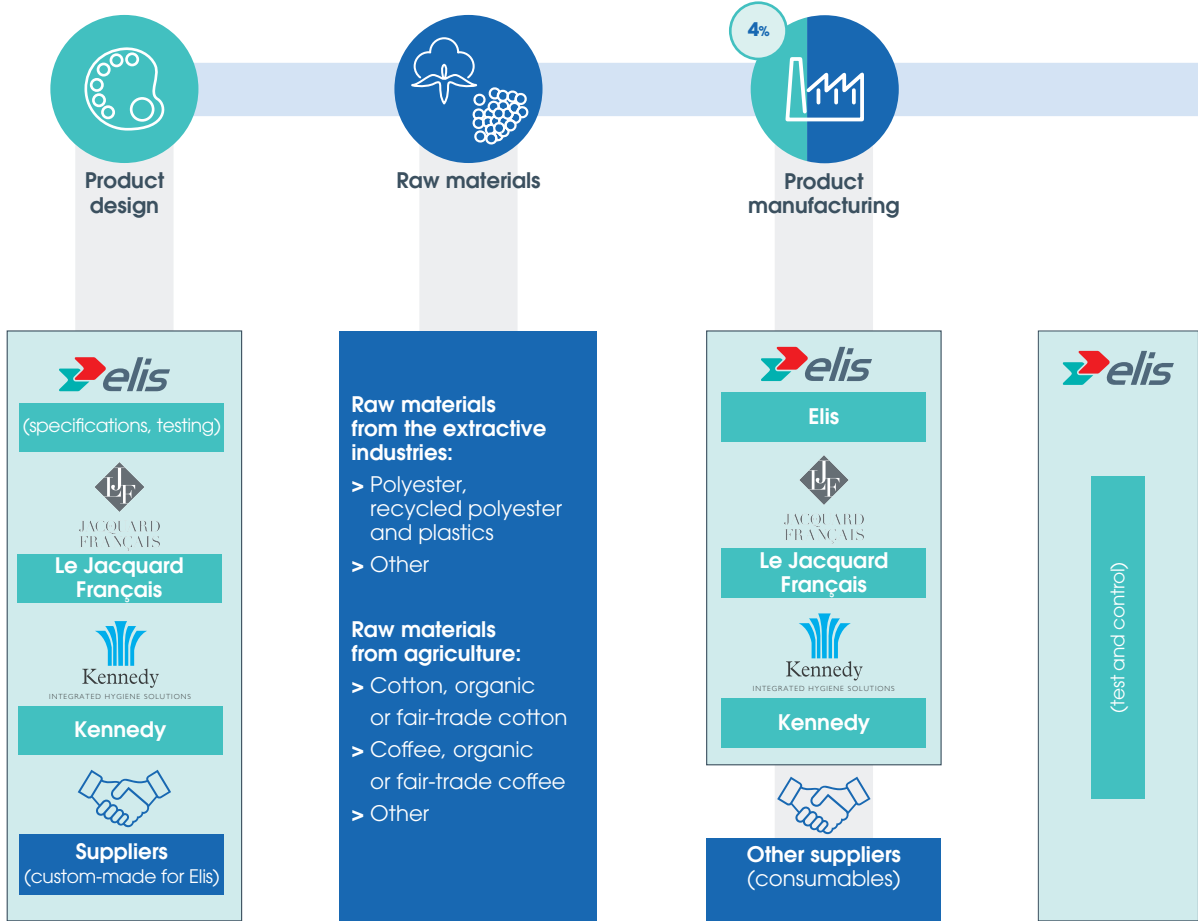 4%
Product
design
Raw materials
Product
manufacturing
elis
(specifications, testing)
LJF
JACQUARD
FRANÇAIS
Le Jacquard
Français
Kennedy
INTEGRATED HYGIENE SOLUTIONS
Kennedy
Suppliers
(custom-made for Elis)
Raw materials
from the extractive
industries:
> Polyester,
recycled polyester
and plastics
> Other
Raw materials
from agriculture:
> Cotton, organic
or fair-trade cotton
> Coffee, organic
or fair-trade coffee
> Other
elis
Elis
LJF
JACQUARD
FRANÇAIS
Le Jacquard
Français
Kennedy
INTEGRATED HYGIENE SOLUTIONS
Kennedy
Other suppliers
(consumables)
elis
(test and control)